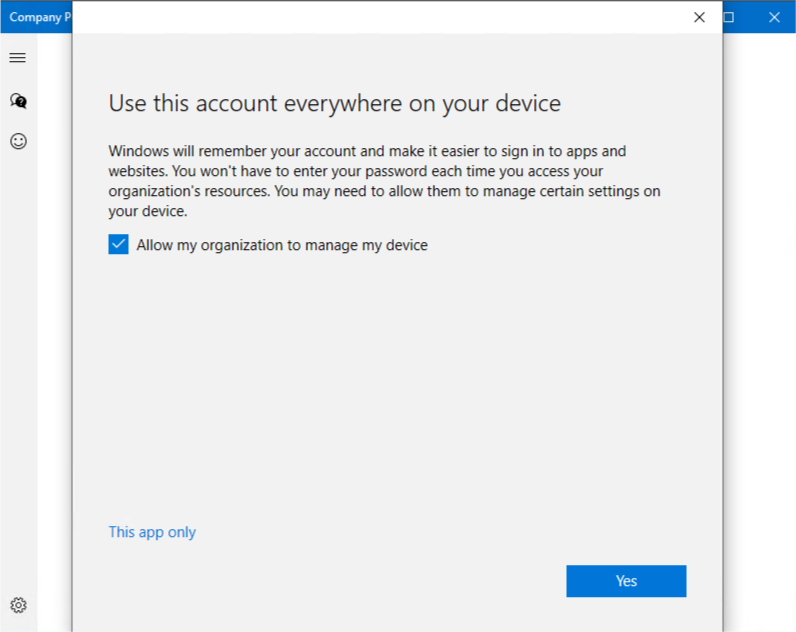 Company P
Use this account everywhere on your device
Windows will remember your account and make it easier to sign in to apps and
websites. You won't have to enter your password each time you access your
organization's resources. You may need to allow them to manage certain settings on
your device.
Allow my organization to manage my device
This app only
Yes